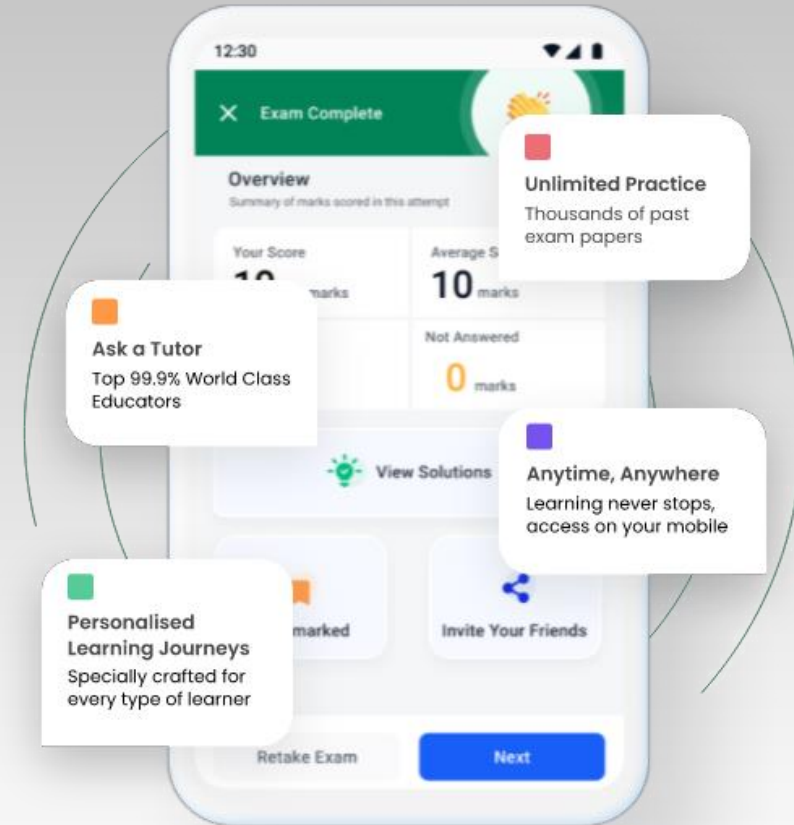 12:30
Exam Complete
Overview
Summary of marks scored in this attempt
Unlimited Practice
Thousands of past
exam papers
Your Score
marks
Average S
10 marks
Ask a Tutor
Top 99.9% World Class
Educators
Not Answered
0 marks
View Solutions
Anytime, Anywhere
Learning never stops,
access on your mobile
Personalised
Learning Journeys
Specially crafted for
every type of learner
marked
Invite Your Friends
Retake Exam
Next